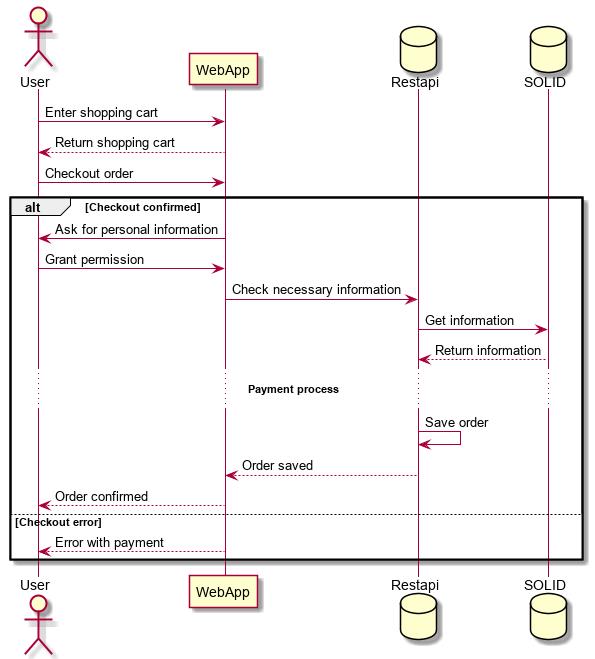 User
WebApp
Restapi
SOLID
Enter shopping cart
Return shopping cart
Checkout order
alt
[Checkout confirmed]
Ask for personal information
Grant permission
Check necessary information
Get information
Return information
Payment process
Save order
Order saved
Order confirmed
[Checkout error]
Error with payment
User
WebApp
Restapi
SOLID